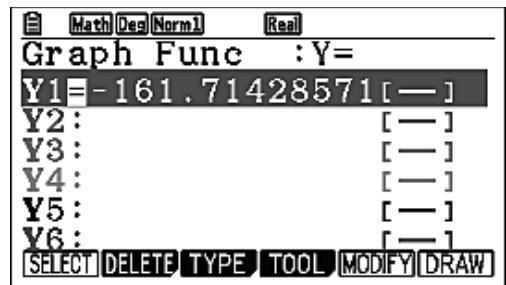 Math Deg Norm1 Real
Graph Func :Y=
Y1=-161.71428571[—]
Y2: [—]
Y3: [—]
Y4: [—]
Y5: [—]
Y6: [—]
SELECT DELETE TYPE TOOL MODIFY DRAW